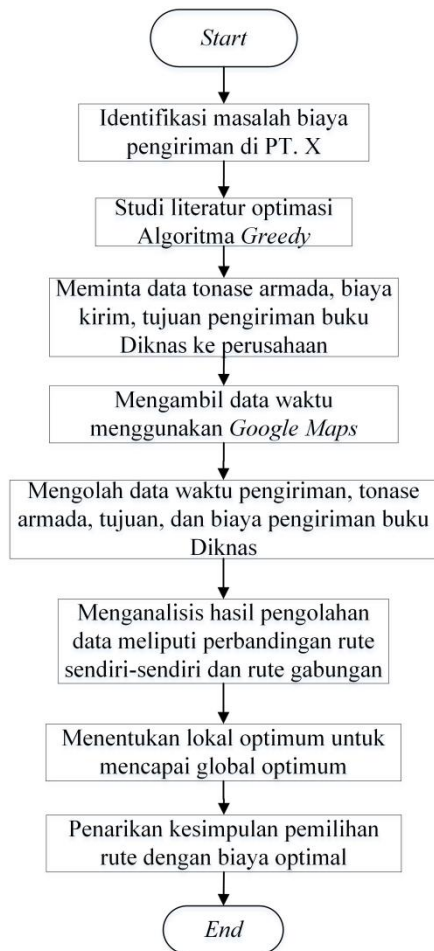 Start
Identifikasi masalah biaya
pengiriman di PT. X
Studi literatur optimasi
Algoritma Greedy
Meminta data tonase armada, biaya
kirim, tujuan pengiriman buku
Diknas ke perusahaan
Mengambil data waktu
menggunakan Google Maps
Mengolah data waktu pengiriman, tonase
armada, tujuan, dan biaya pengiriman buku
Diknas
Menganalisis hasil pengolahan
data meliputi perbandingan rute
sendiri-sendiri dan rute gabungan
Menentukan lokal optimum untuk
mencapai global optimum
Penarikan kesimpulan pemilihan
rute dengan biaya optimal
End